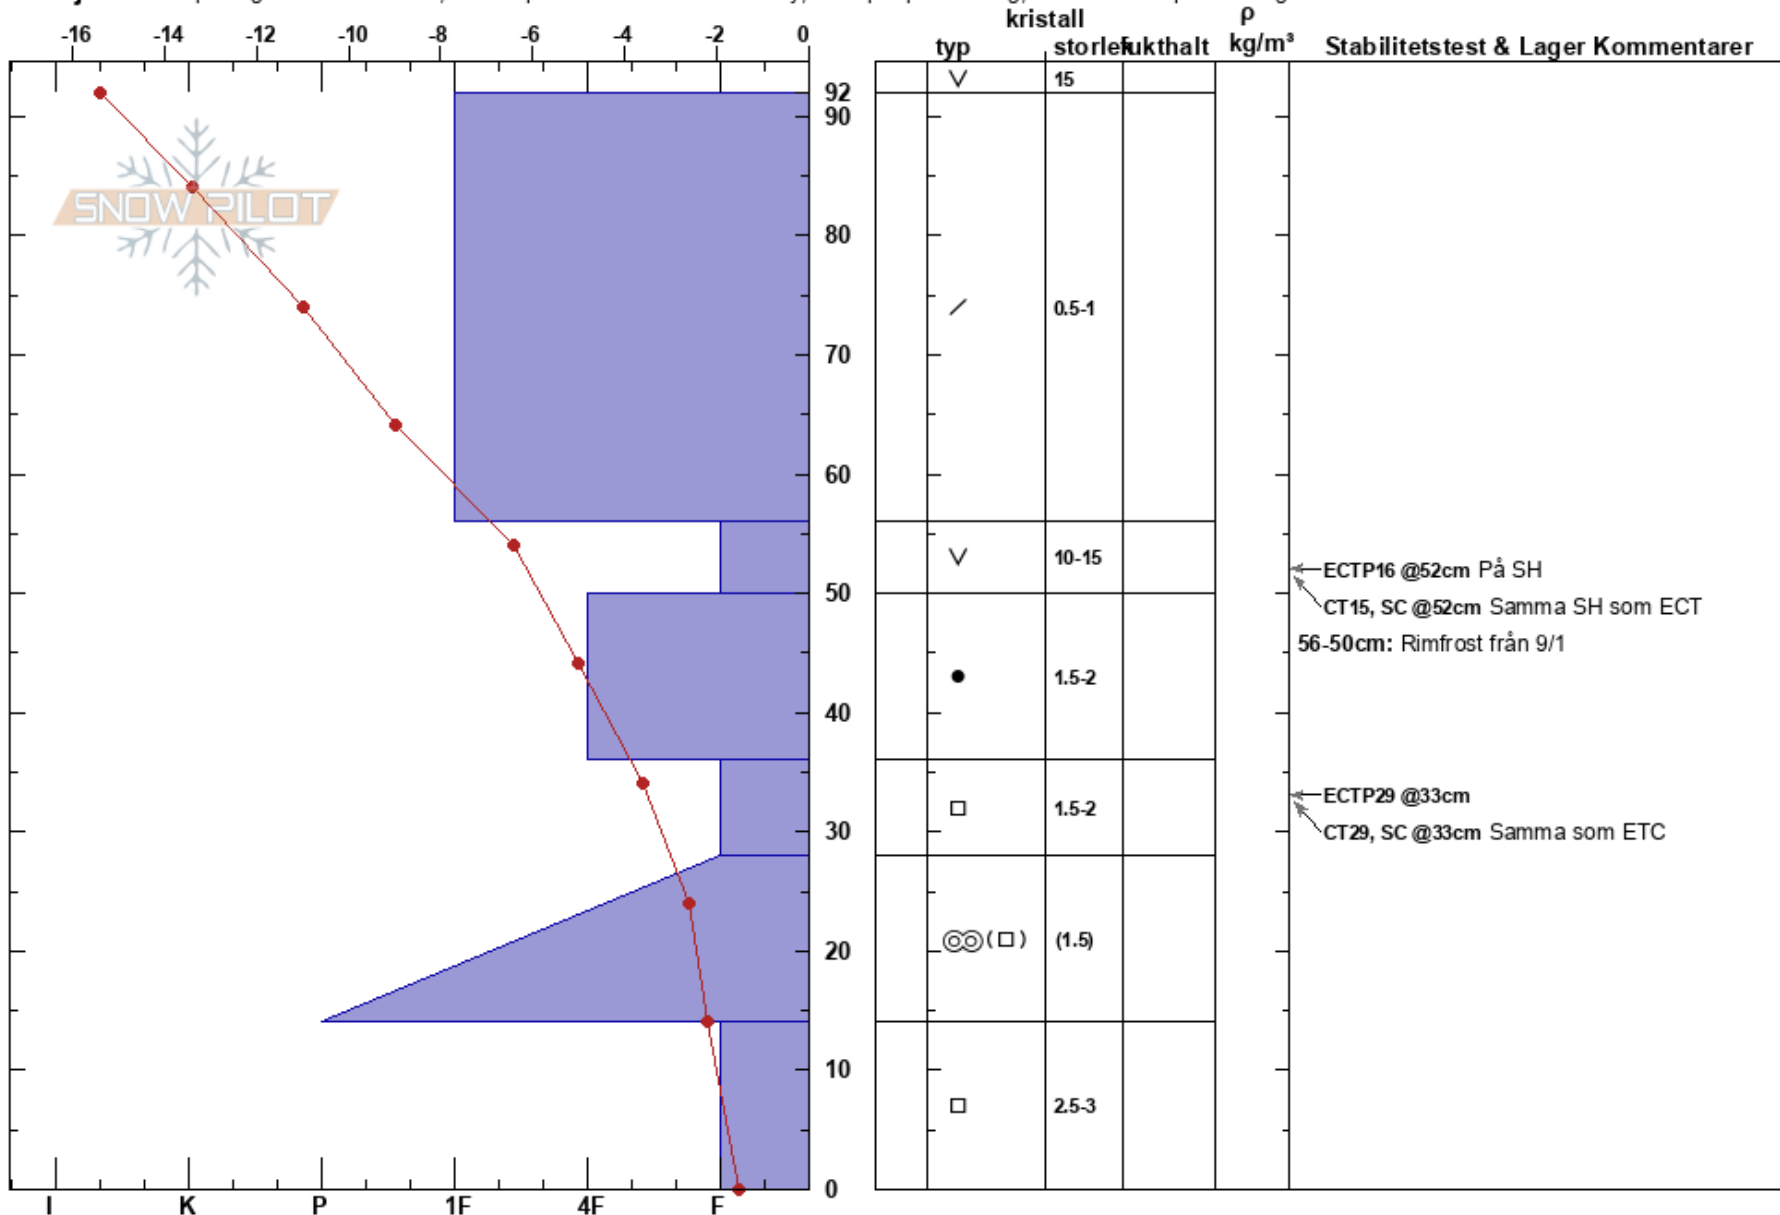 kristall ρ
-16 -14 -12 -10 -8 -6 -4 -2 0 typ storlek fukthalt kg/m³ Stabilitetstest & Lager Kommentarer
92 15
90
SNOW PILOT
80
0.5-1
70
60
10-15
ECTP16 @52cm På SH
50
CT15, SC @52cm Samma SH som ECT
56-50cm: Rimfrost från 9/1
1.5-2
40
ECTP29 @33cm
1.5-2
30 CT29, SC @33cm Samma som ETC
( ) (1.5)
20
10
2.5-3
0
I K P 1F 4F F